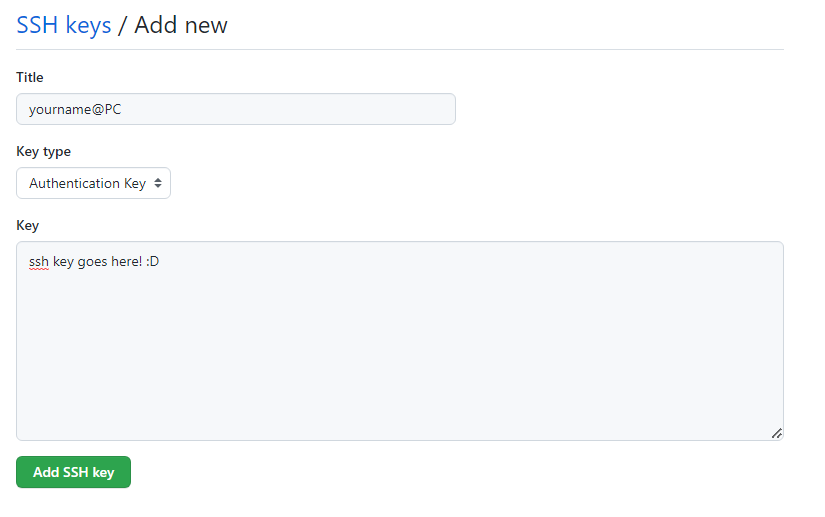 SSH keys / Add new
Title
yourname@PC
Key type
Authentication Key
Key
ssh key goes here! :D
Add SSH key